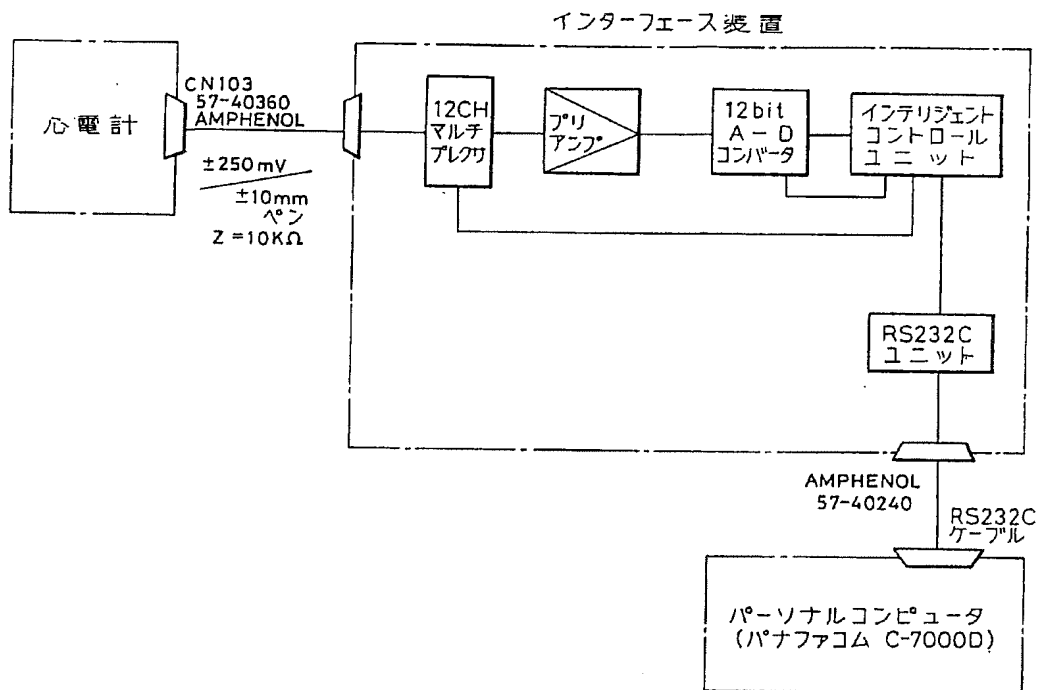 インターフェース装置
心電計
CN103
57-40360
AMPHENOL
±250mV
±10mm
ペン
Z=10KΩ
12CH
マルチ
プレクサ
プリ
アンプ
12bit
A-D
コンバータ
インテリジェント
コントロール
ユニット
RS232C
ユニット
AMPHENOL
57-40240
RS232C
ケーブル
パーソナルコンピュータ
(パナファコム C-7000D)